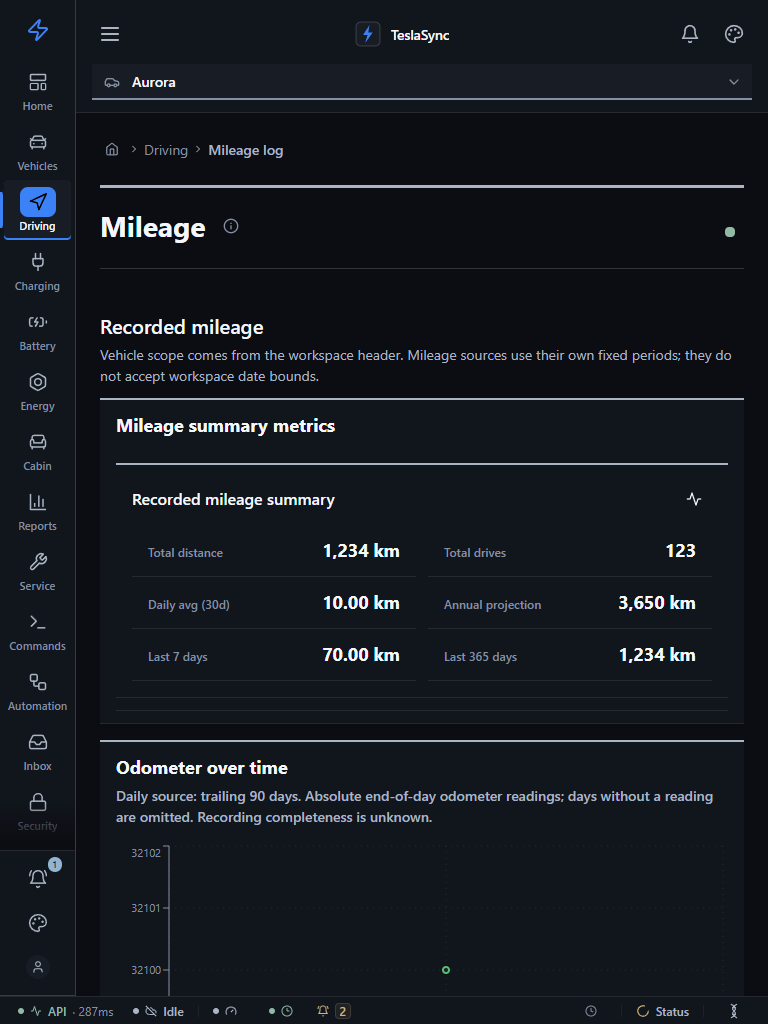 TeslaSync
Aurora
Home
Vehicles
Driving
Charging
Battery
Energy
Cabin
Reports
Service
Commands
Automation
Inbox
Security
1
Driving
Mileage log
Mileage
Recorded mileage
Vehicle scope comes from the workspace header. Mileage sources use their own fixed periods; they do
not accept workspace date bounds.
Mileage summary metrics
Recorded mileage summary
Total distance 1,234 km
Total drives 123
Daily avg (30d) 10.00 km
Annual projection 3,650 km
Last 7 days 70.00 km
Last 365 days 1,234 km
Odometer over time
Daily source: trailing 90 days. Absolute end-of-day odometer readings; days without a reading
are omitted. Recording completeness is unknown.
32102
32101
32100
API · 287ms Idle 2 Status